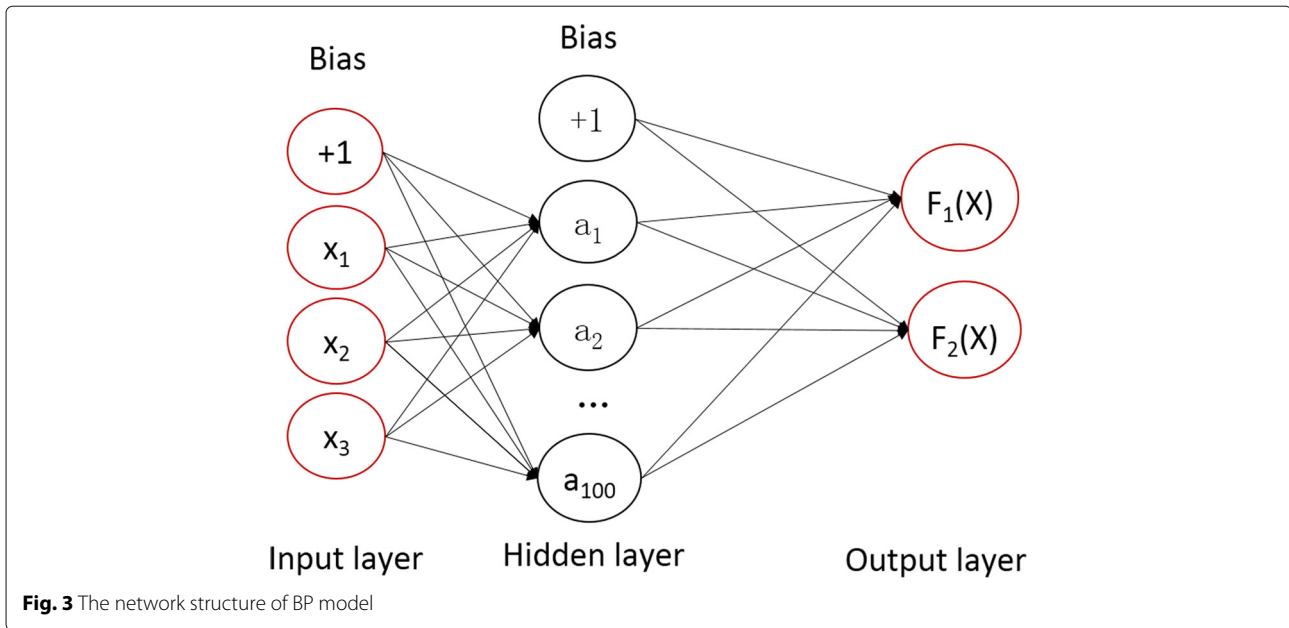 Bias
Bias
+1
+1
x₁
a₁
F₁(X)
x₂
a₂
F₂(X)
x₃
...
a₁₀₀
Input layer
Hidden layer
Output layer
Fig. 3 The network structure of BP model